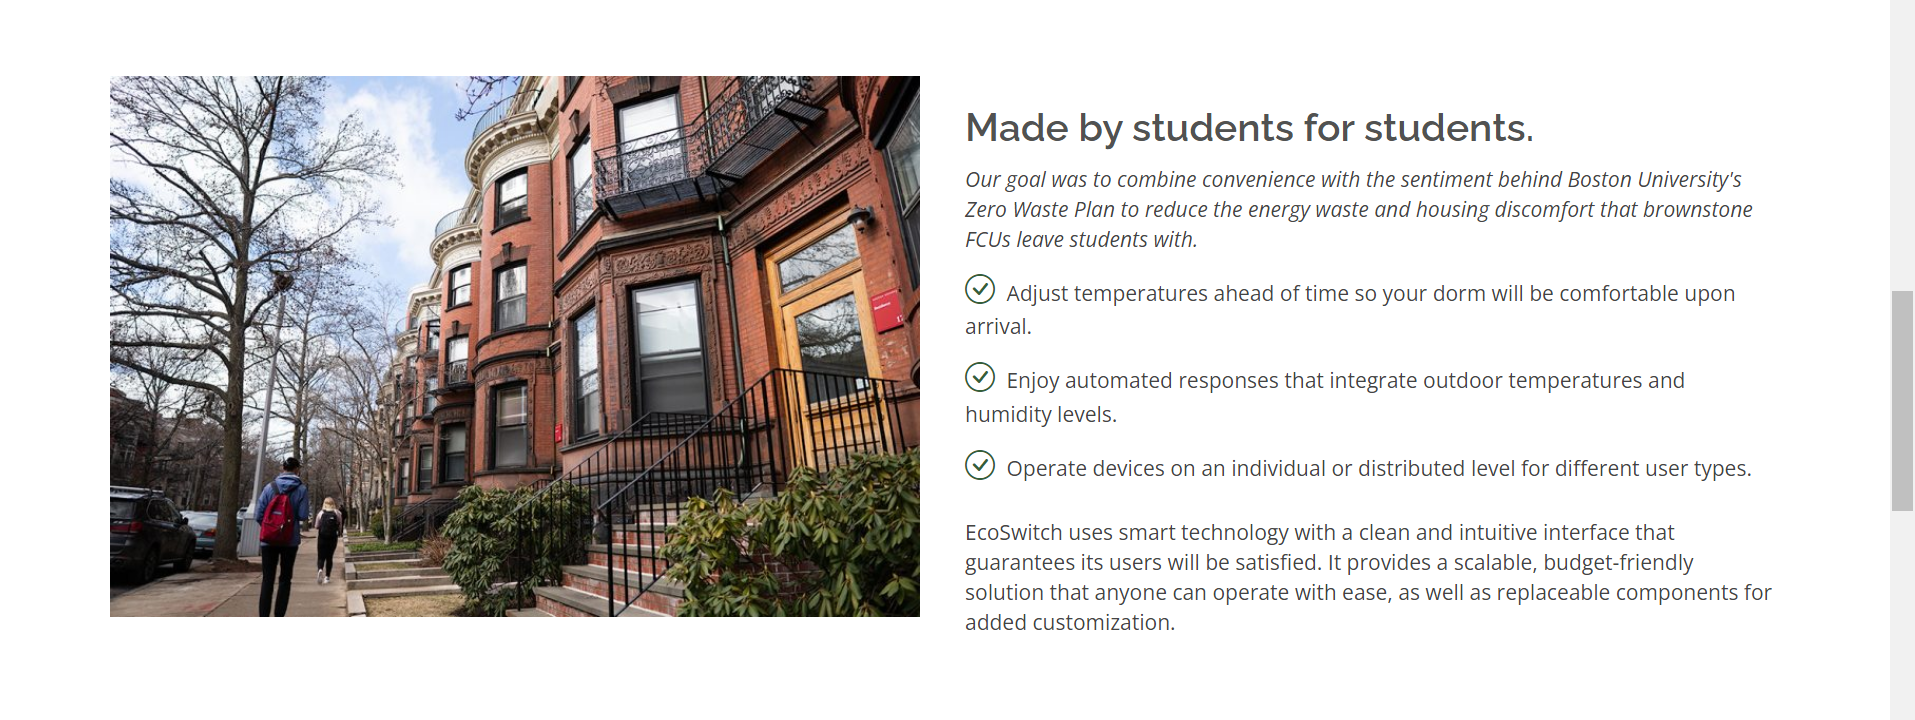 Made by students for students.
Our goal was to combine convenience with the sentiment behind Boston University's
Zero Waste Plan to reduce the energy waste and housing discomfort that brownstone
FCUs leave students with.
Adjust temperatures ahead of time so your dorm will be comfortable upon
arrival.
Enjoy automated responses that integrate outdoor temperatures and
humidity levels.
Operate devices on an individual or distributed level for different user types.
EcoSwitch uses smart technology with a clean and intuitive interface that
guarantees its users will be satisfied. It provides a scalable, budget-friendly
solution that anyone can operate with ease, as well as replaceable components for
added customization.